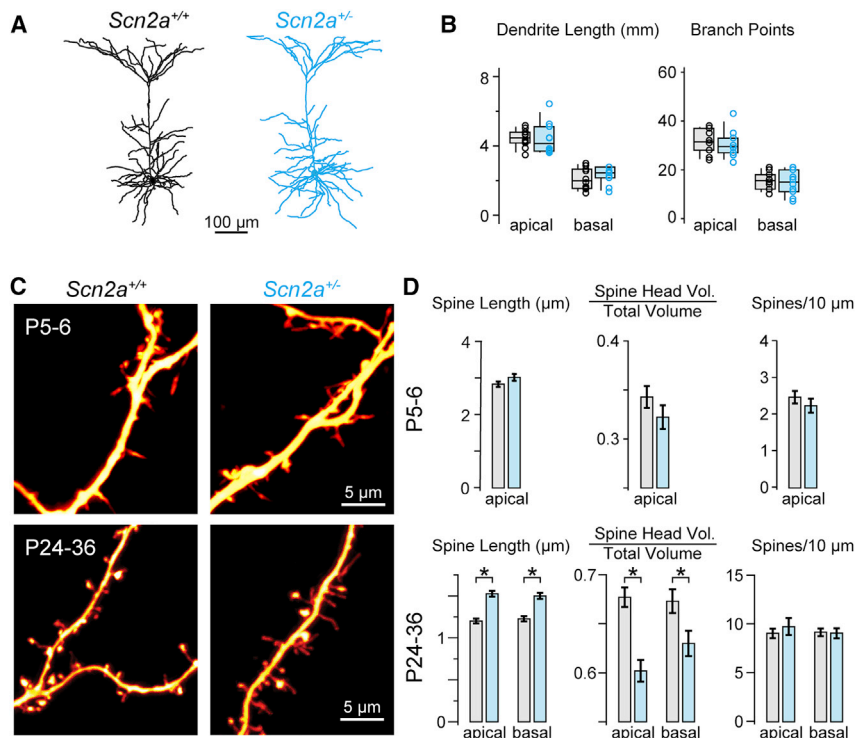 A
Scn2a+/+
Scn2a+/-
100 µm
B
Dendrite Length (mm)
Branch Points
8
4
0
apical
basal
60
40
20
0
apical
basal
C
Scn2a+/+
Scn2a+/-
P5-6
5 µm
P24-36
5 µm
D
Spine Length (µm)
Spine Head Vol.
Total Volume
Spines/10 µm
P5-6
4
3
2
1
0
apical
0.4
0.3
apical
4
3
2
1
0
apical
Spine Length (µm)
Spine Head Vol.
Total Volume
Spines/10 µm
P24-36
*
*
1
0
apical
basal
*
*
0.7
0.6
apical
basal
15
10
5
0
apical
basal